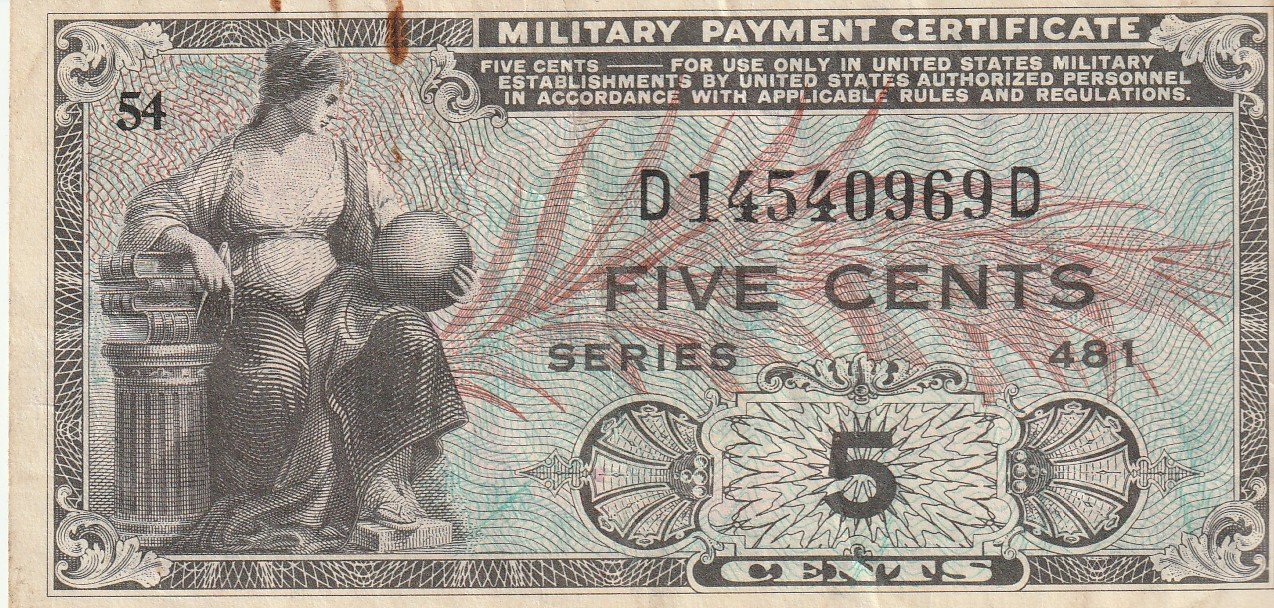 MILITARY PAYMENT CERTIFICATE
FIVE CENTS — FOR USE ONLY IN UNITED STATES MILITARY
ESTABLISHMENTS BY UNITED STATES AUTHORIZED PERSONNEL
IN ACCORDANCE WITH APPLICABLE RULES AND REGULATIONS.
54
D14540969D
FIVE CENTS
SERIES 481
5
CENTS